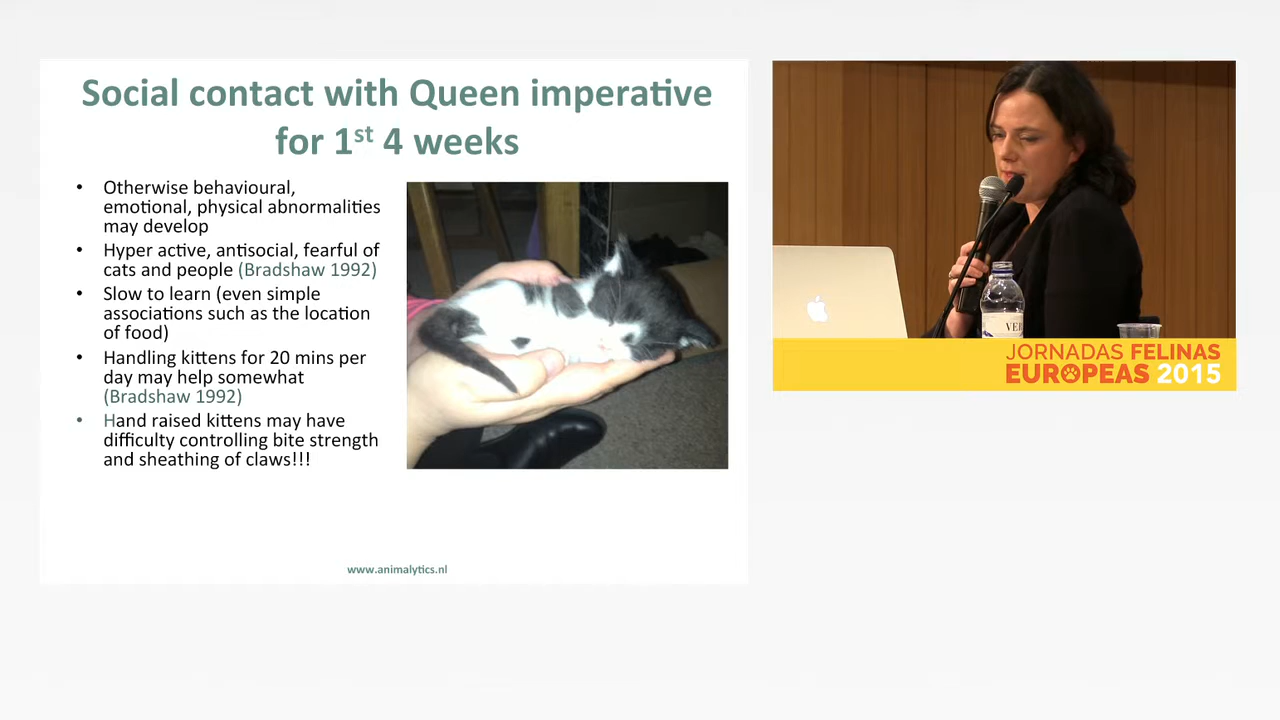 Social contact with Queen imperative
for 1st 4 weeks
• Otherwise behavioural,
emotional, physical abnormalities
may develop
• Hyper active, antisocial, fearful of
cats and people (Bradshaw 1992)
• Slow to learn (even simple
associations such as the location
of food)
• Handling kittens for 20 mins per
day may help somewhat
(Bradshaw 1992)
• Hand raised kittens may have
difficulty controlling bite strength
and sheathing of claws!!!
www.animalytics.nl
JORNADAS FELINAS
EUROPEAS 2015